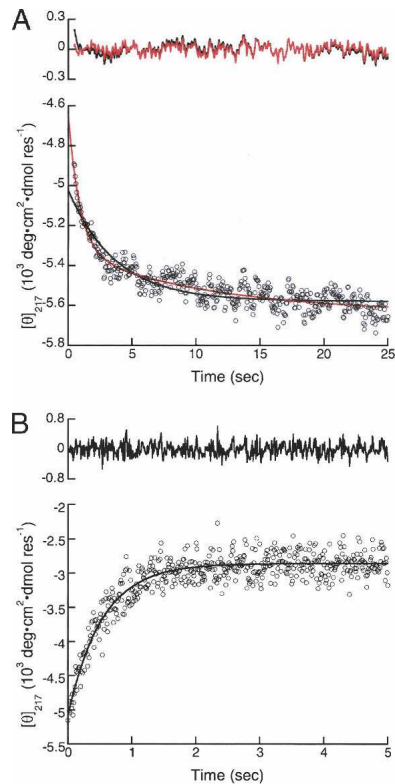 A
0.3
0
-0.3
-4.6
-4.8
-5
-5.2
-5.4
-5.6
-5.8
[θ]217 (10³ deg•cm²•dmol res⁻¹)
0 5 10 15 20 25
Time (sec)
B
0.8
0
-0.8
-2
-2.5
-3
-3.5
-4
-4.5
-5
-5.5
[θ]217 (10³ deg•cm²•dmol res⁻¹)
0 1 2 3 4 5
Time (sec)